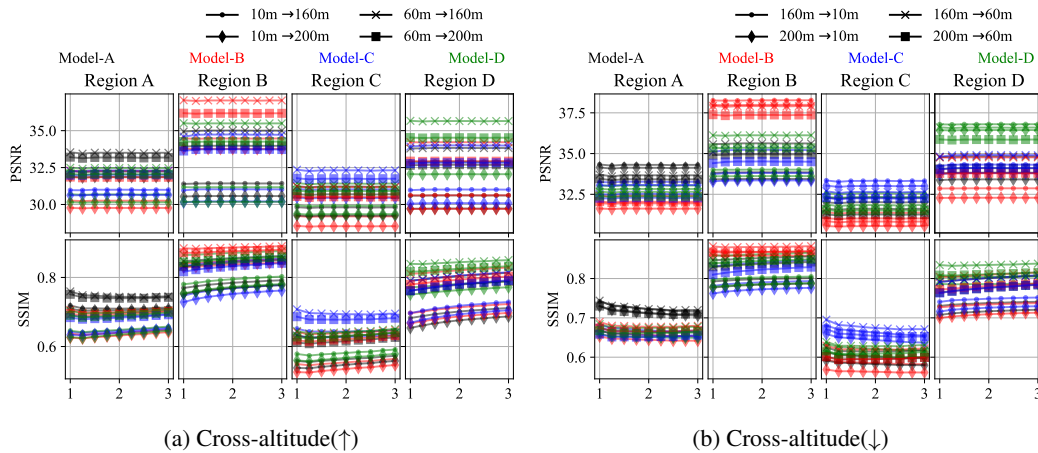 10m →160m
60m →160m
10m →200m
60m →200m
Model-A Model-B Model-C Model-D
Region A Region B Region C Region D
PSNR
35.0
32.5
30.0
SSIM
0.8
0.6
1 2 3 1 2 3 1 2 3 1 2 3
(a) Cross-altitude(↑)
160m →10m
160m →60m
200m →10m
200m →60m
Model-A Model-B Model-C Model-D
Region A Region B Region C Region D
PSNR
37.5
35.0
32.5
SSIM
0.8
0.7
0.6
1 2 3 1 2 3 1 2 3 1 2 3
(b) Cross-altitude(↓)